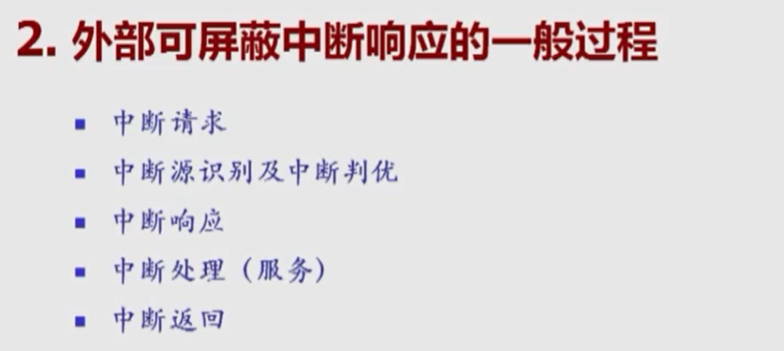 2. 外部可屏蔽中断响应的一般过程
中断请求
中断源识别及中断判优
中断响应
中断处理（服务）
中断返回